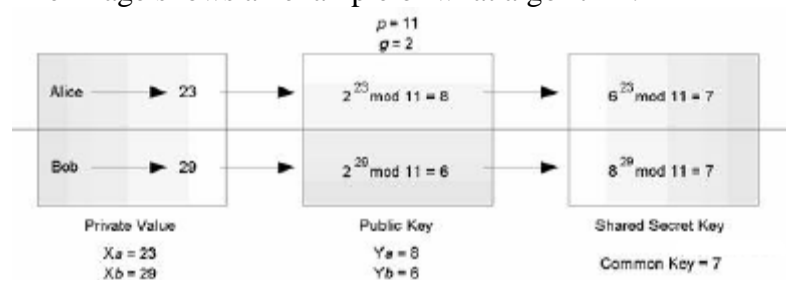 p = 11
g = 2
Alice 23 2^23 mod 11 = 8 6^23 mod 11 = 7
Bob 29 2^29 mod 11 = 6 8^29 mod 11 = 7
Private Value Public Key Shared Secret Key
Xa = 23 Ya = 8
Xb = 29 Yb = 6
Common Key = 7